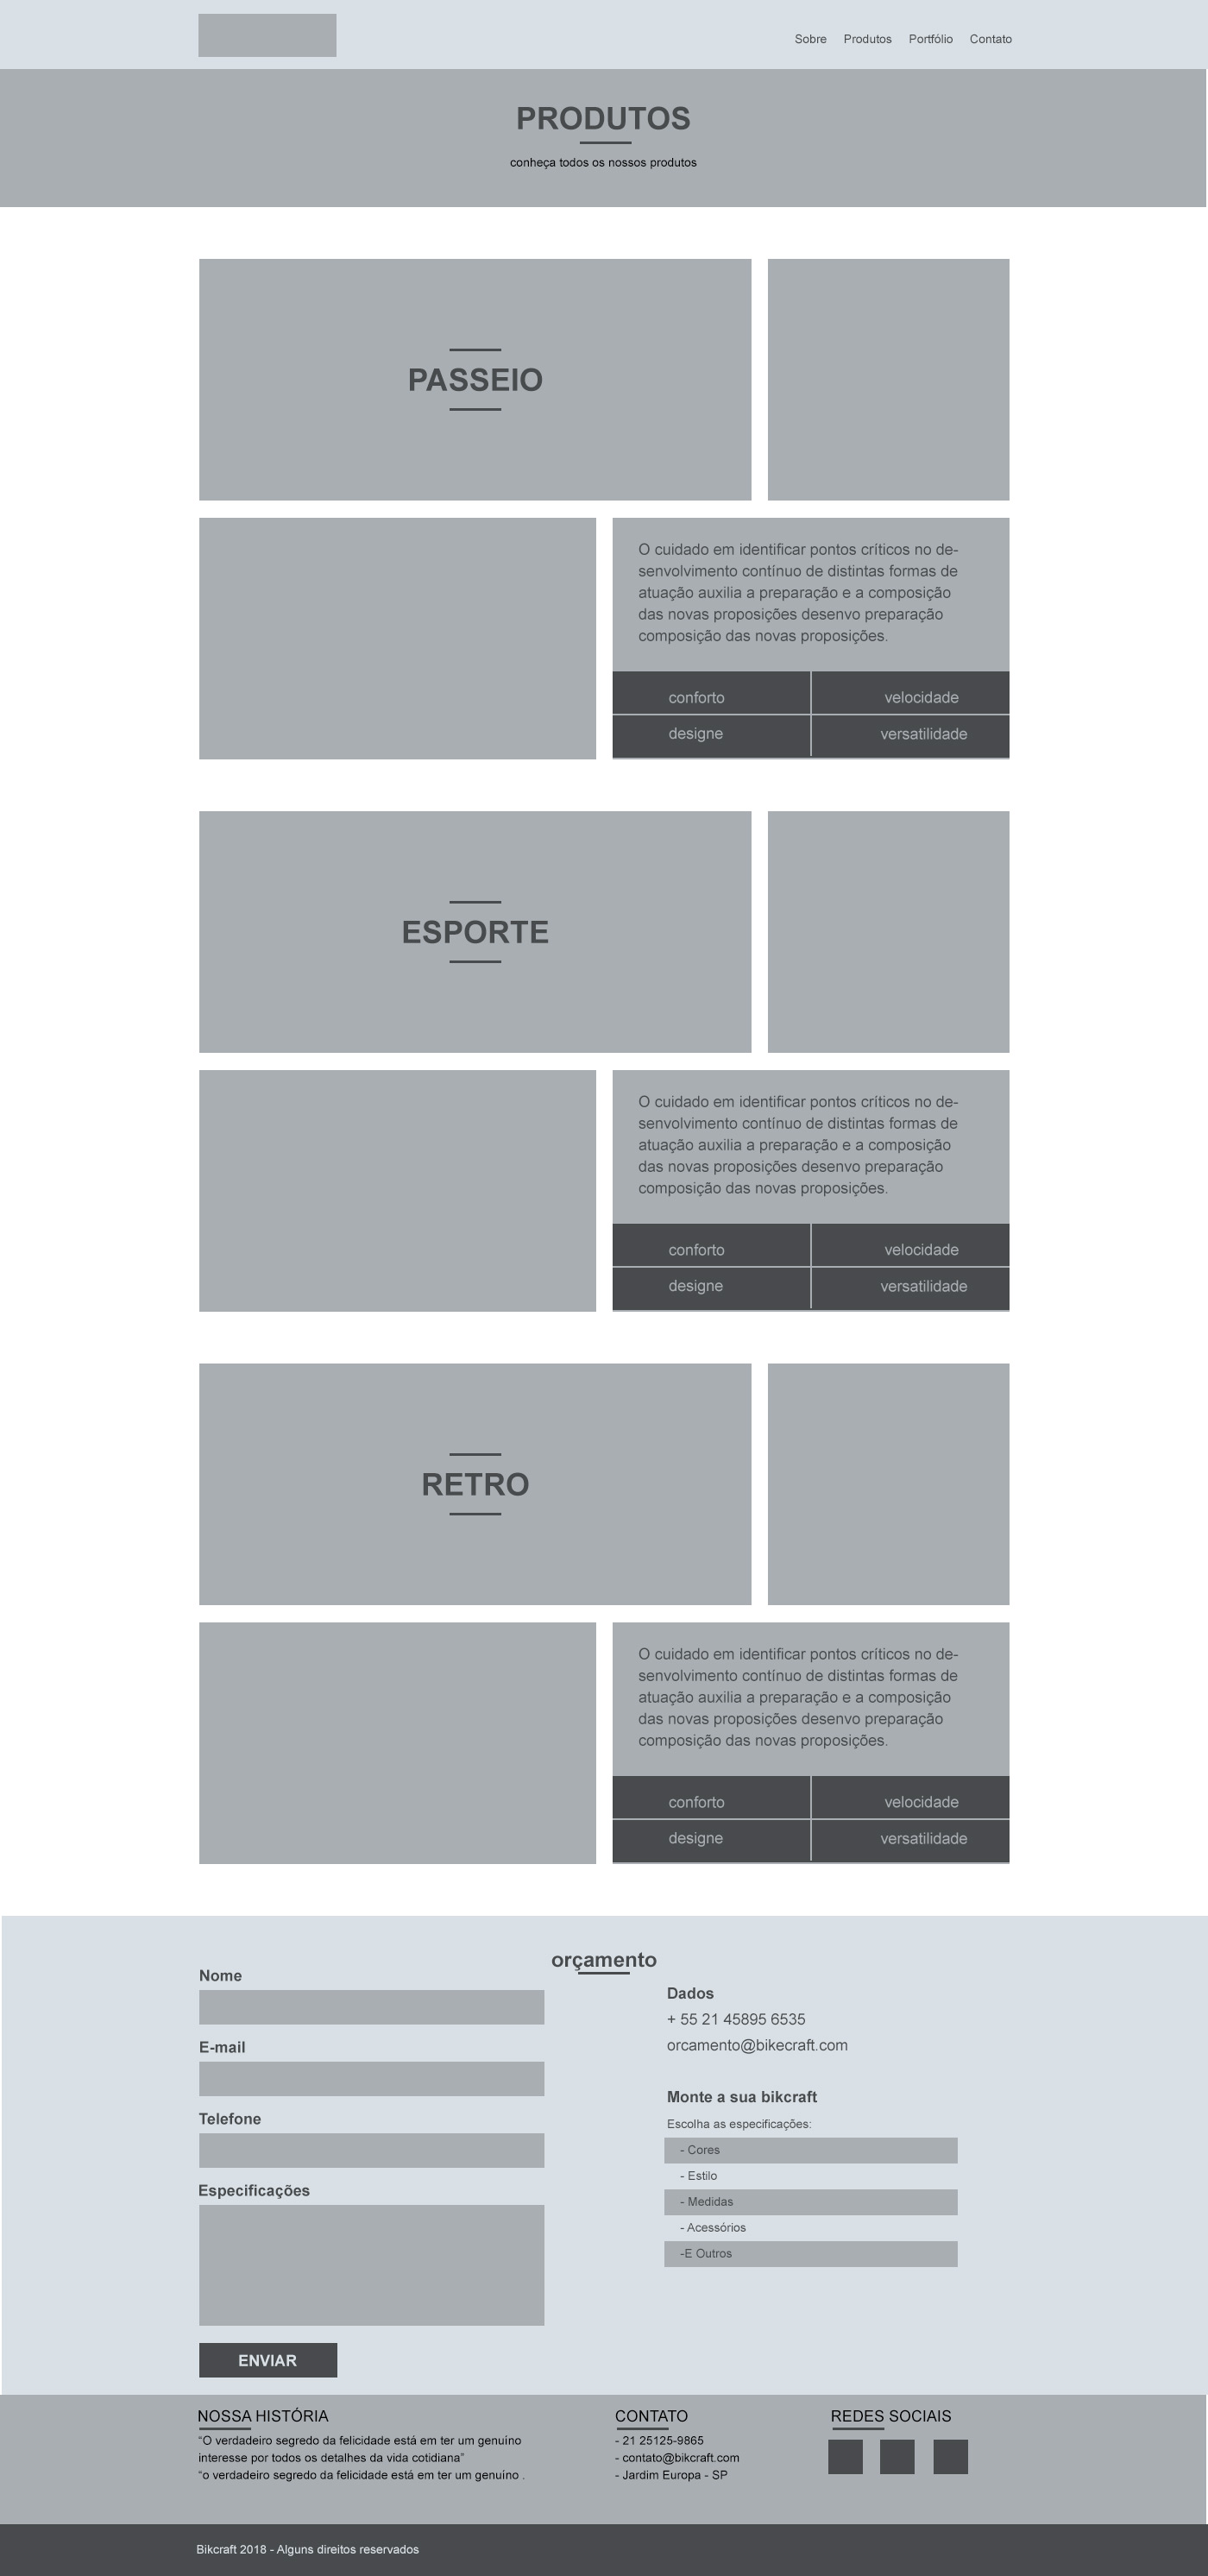 Sobre Produtos Portfólio Contato
PRODUTOS
conheça todos os nossos produtos
PASSEIO
O cuidado em identificar pontos críticos no de-
senvolvimento contínuo de distintas formas de
atuação auxilia a preparação e a composição
das novas proposições desenvo preparação
composição das novas proposições.
conforto velocidade
designe versatilidade
ESPORTE
O cuidado em identificar pontos críticos no de-
senvolvimento contínuo de distintas formas de
atuação auxilia a preparação e a composição
das novas proposições desenvo preparação
composição das novas proposições.
conforto velocidade
designe versatilidade
RETRO
O cuidado em identificar pontos críticos no de-
senvolvimento contínuo de distintas formas de
atuação auxilia a preparação e a composição
das novas proposições desenvo preparação
composição das novas proposições.
conforto velocidade
designe versatilidade
orçamento
Nome
E-mail
Telefone
Especificações
ENVIAR
Dados
+ 55 21 45895 6535
orcamento@bikecraft.com
Monte a sua bikcraft
Escolha as especificações:
- Cores
- Estilo
- Medidas
- Acessórios
-E Outros
NOSSA HISTÓRIA
“O verdadeiro segredo da felicidade está em ter um genuíno
interesse por todos os detalhes da vida cotidiana”
“o verdadeiro segredo da felicidade está em ter um genuíno .
CONTATO
- 21 25125-9865
- contato@bikcraft.com
- Jardim Europa - SP
REDES SOCIAIS
Bikcraft 2018 - Alguns direitos reservados